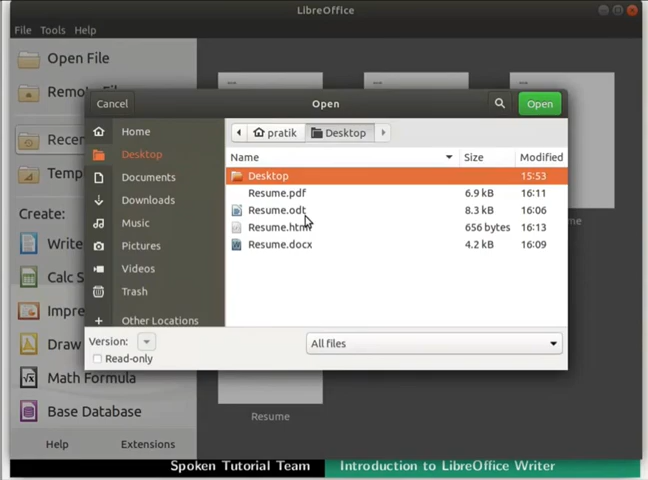 LibreOffice
File Tools Help
Open File
Remote File
Recen
Temp
Create:
Write
Calc S
Impre
Draw
Math Formula
Base Database
Help Extensions
Cancel Open Open
pratik Desktop
Home
Desktop
Documents
Downloads
Music
Pictures
Videos
Trash
Other Locations
Name Size Modified
Desktop 15:53
Resume.pdf 6.9 kB 16:11
Resume.odt 8.3 kB 16:06
Resume.html 656 bytes 16:13
Resume.docx 4.2 kB 16:09
Version:
Read-only
All files
me
Resume
Spoken Tutorial Team Introduction to LibreOffice Writer